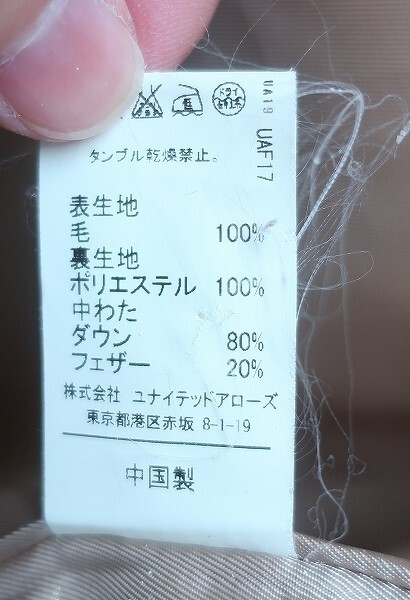 UA19 UAF17
ドライ
タンブル乾燥禁止。
表生地
毛 100%
裏生地
ポリエステル 100%
中わた
ダウン 80%
フェザー 20%
株式会社 ユナイテッドアローズ
東京都港区赤坂 8-1-19
中国製